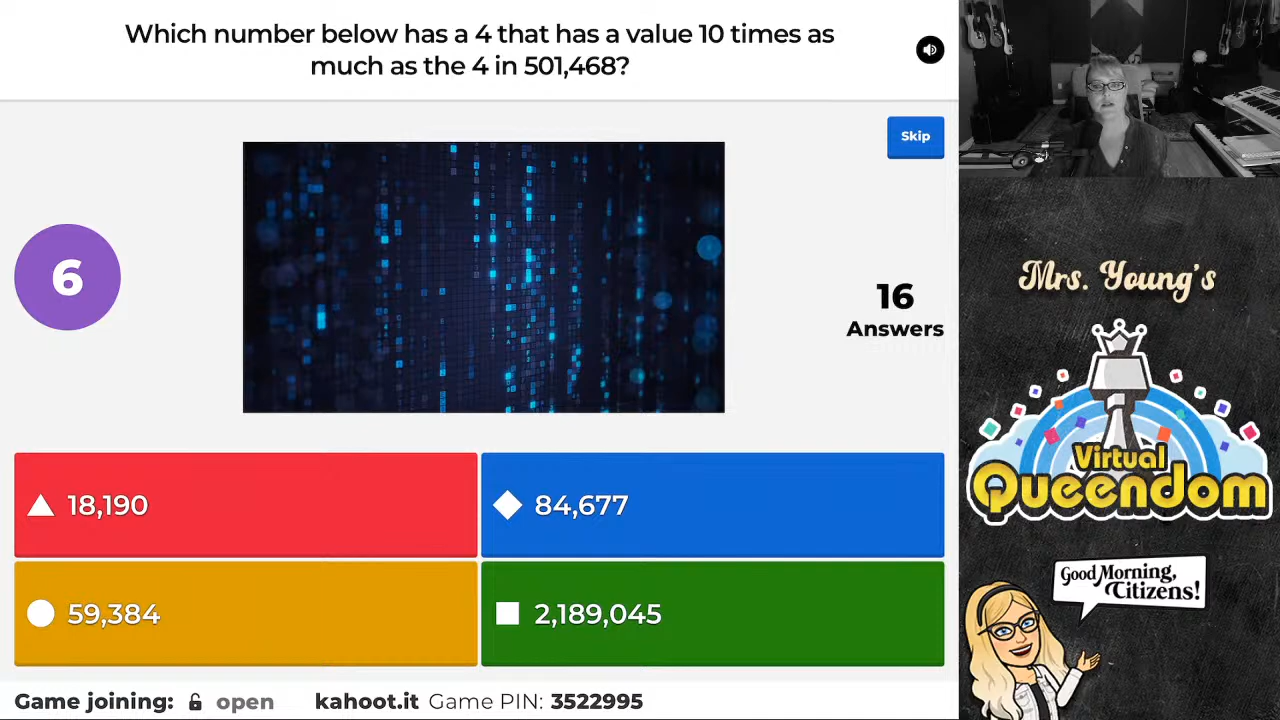 Which number below has a 4 that has a value 10 times as
much as the 4 in 501,468?
Skip
6
16
Answers
18,190
84,677
59,384
2,189,045
Game joining: open kahoot.it Game PIN: 3522995
Mrs. Young's
Virtual
Queendom
Good Morning,
Citizens!